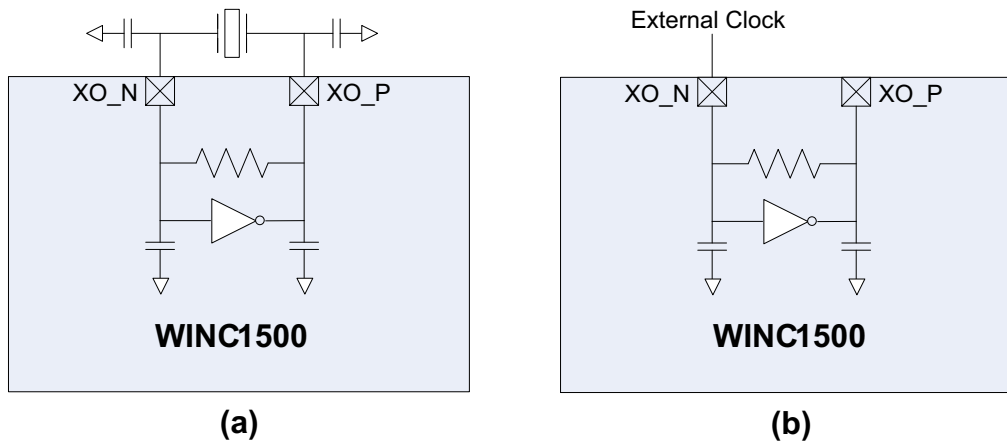 External Clock
XO_N
XO_P
XO_N
XO_P
WINC1500
WINC1500
(a)
(b)